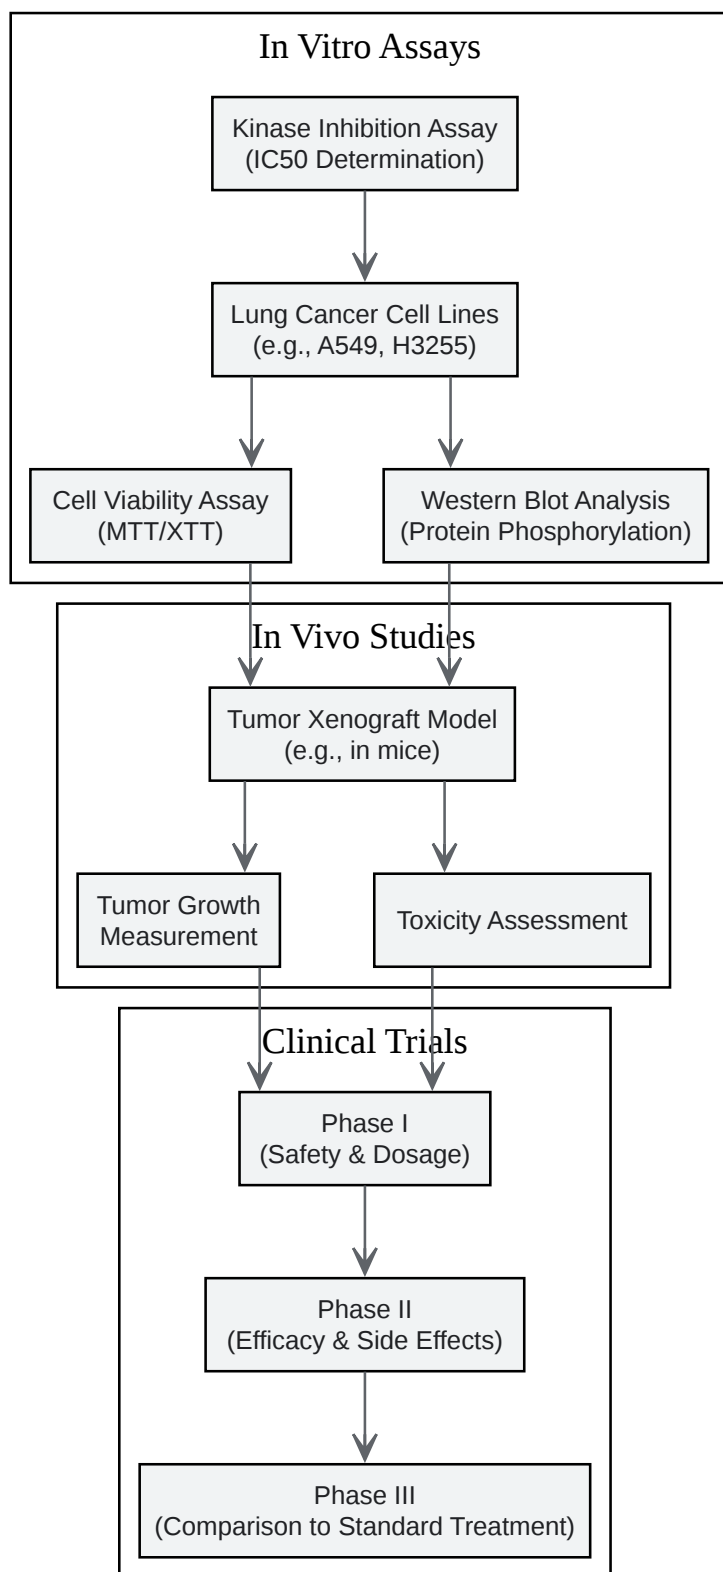 In Vitro Assays
Kinase Inhibition Assay
(IC50 Determination)
Lung Cancer Cell Lines
(e.g., A549, H3255)
Cell Viability Assay
(MTT/XTT)
Western Blot Analysis
(Protein Phosphorylation)
In Vivo Studies
Tumor Xenograft Model
(e.g., in mice)
Tumor Growth
Measurement
Toxicity Assessment
Clinical Trials
Phase I
(Safety & Dosage)
Phase II
(Efficacy & Side Effects)
Phase III
(Comparison to Standard Treatment)